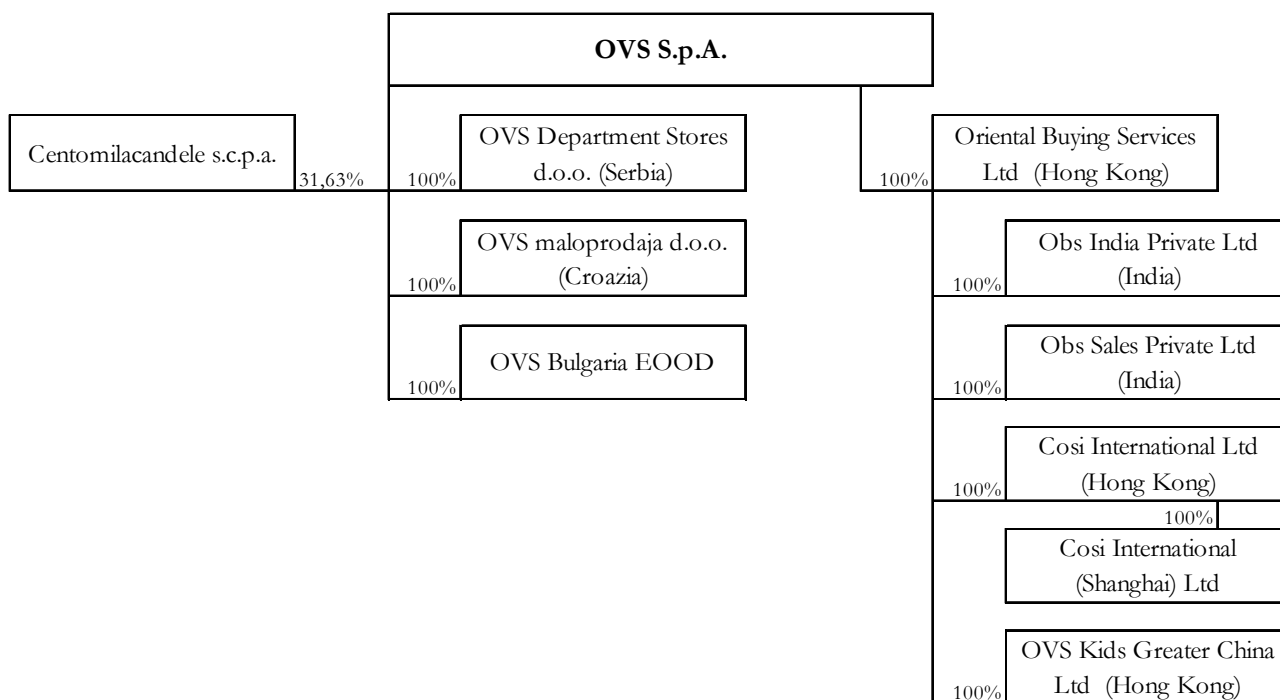 OVS S.p.A.
Centomilacandele s.c.p.a.
31,63%
OVS Department Stores
d.o.o. (Serbia)
100%
Oriental Buying Services
Ltd (Hong Kong)
100%
OVS maloprodaja d.o.o.
(Croazia)
100%
Obs India Private Ltd
(India)
100%
OVS Bulgaria EOOD
100%
Obs Sales Private Ltd
(India)
100%
Cosi International Ltd
(Hong Kong)
100%
100%
Cosi International
(Shanghai) Ltd
OVS Kids Greater China
Ltd (Hong Kong)
100%